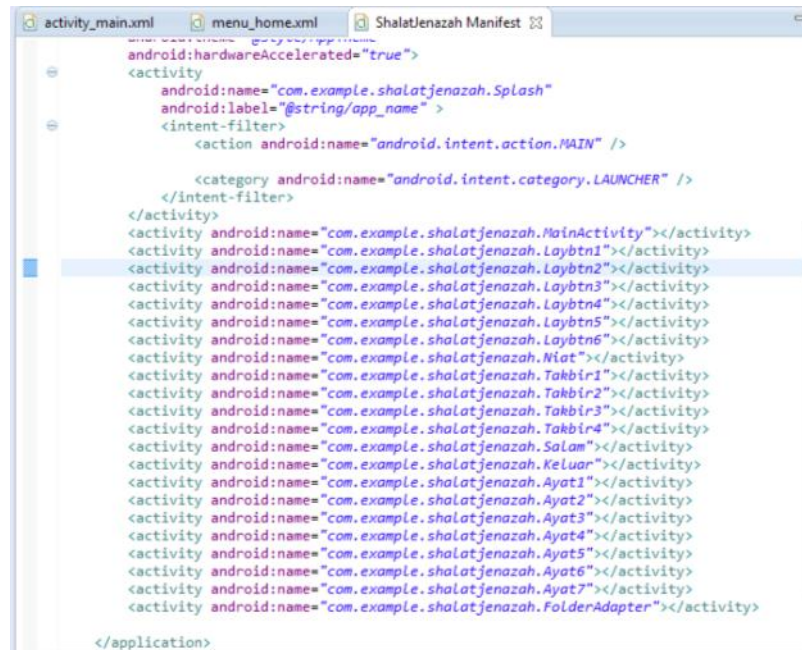 activity_main.xml menu_home.xml ShalatJenazah Manifest
android:hardwareAccelerated="true">
<activity
android:name="com.example.shalatjenazah.Splash"
android:label="@string/app_name" >
<intent-filter>
<action android:name="android.intent.action.MAIN" />
<category android:name="android.intent.category.LAUNCHER" />
</intent-filter>
</activity>
<activity android:name="com.example.shalatjenazah.MainActivity"></activity>
<activity android:name="com.example.shalatjenazah.Laybtn1"></activity>
<activity android:name="com.example.shalatjenazah.Laybtn2"></activity>
<activity android:name="com.example.shalatjenazah.Laybtn3"></activity>
<activity android:name="com.example.shalatjenazah.Laybtn4"></activity>
<activity android:name="com.example.shalatjenazah.Laybtn5"></activity>
<activity android:name="com.example.shalatjenazah.Laybtn6"></activity>
<activity android:name="com.example.shalatjenazah.Niat"></activity>
<activity android:name="com.example.shalatjenazah.Takbir1"></activity>
<activity android:name="com.example.shalatjenazah.Takbir2"></activity>
<activity android:name="com.example.shalatjenazah.Takbir3"></activity>
<activity android:name="com.example.shalatjenazah.Takbir4"></activity>
<activity android:name="com.example.shalatjenazah.Salam"></activity>
<activity android:name="com.example.shalatjenazah.Keluar"></activity>
<activity android:name="com.example.shalatjenazah.Ayat1"></activity>
<activity android:name="com.example.shalatjenazah.Ayat2"></activity>
<activity android:name="com.example.shalatjenazah.Ayat3"></activity>
<activity android:name="com.example.shalatjenazah.Ayat4"></activity>
<activity android:name="com.example.shalatjenazah.Ayat5"></activity>
<activity android:name="com.example.shalatjenazah.Ayat6"></activity>
<activity android:name="com.example.shalatjenazah.Ayat7"></activity>
<activity android:name="com.example.shalatjenazah.FolderAdapter"></activity>
</application>